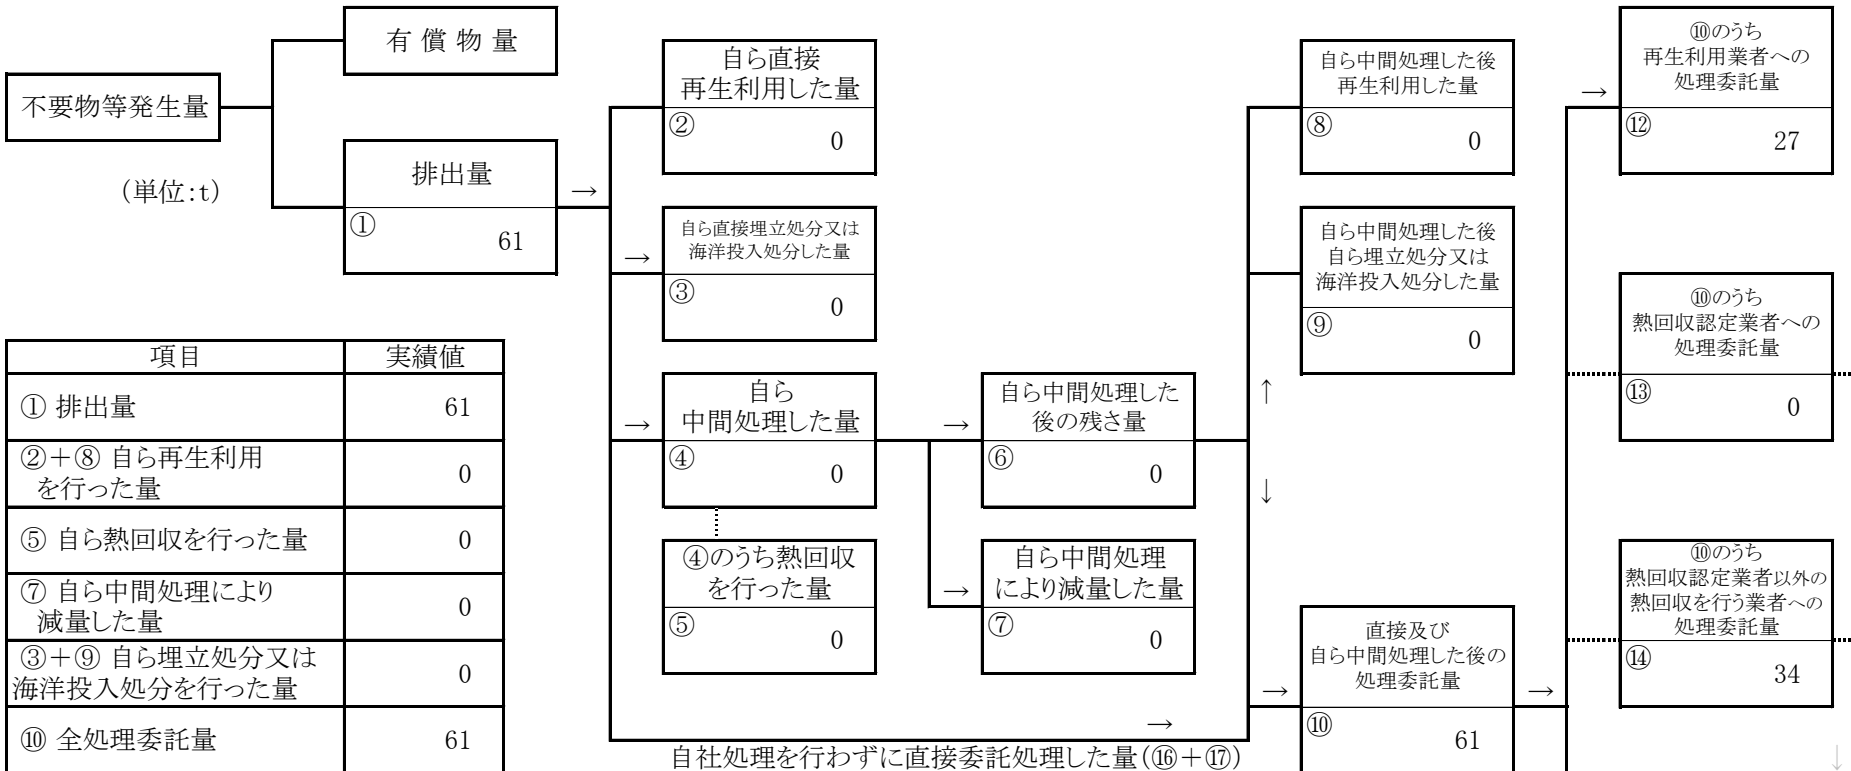 有 償 物 量
不要物等発生量
(単位:t)
排出量
→
①
61
自ら直接
再生利用した量
②
0
→
自ら直接埋立処分又は
海洋投入処分した量
③
0
→
自ら
中間処理した量
④
0
④のうち熱回収
を行った量
⑤
0
→
自ら中間処理した
後の残さ量
⑥
0
→
自ら中間処理
により減量した量
⑦
0
↑
↓
自ら中間処理した後
再生利用した量
⑧
0
自ら中間処理した後
自ら埋立処分又は
海洋投入処分した量
⑨
0
→
自社処理を行わずに直接委託処理した量(⑯+⑰)
→
直接及び
自ら中間処理した後の
処理委託量
⑩
61
→
→
⑩のうち
再生利用業者への
処理委託量
⑫
27
⑩のうち
熱回収認定業者への
処理委託量
⑬
0
⑩のうち
熱回収認定業者以外の
熱回収を行う業者への
処理委託量
⑭
34
↓
項目 実績値
① 排出量 61
②+⑧ 自ら再生利用
を行った量 0
⑤ 自ら熱回収を行った量 0
⑦ 自ら中間処理により
減量した量 0
③+⑨ 自ら埋立処分又は
海洋投入処分を行った量 0
⑩ 全処理委託量 61